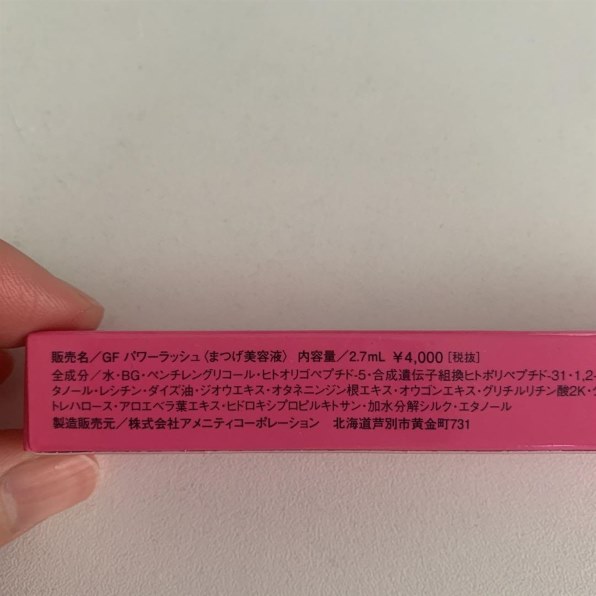 販売名／GF パワーラッシュ〈まつげ美容液〉 内容量／2.7mL ￥4,000 [税抜]
全成分／水・BG・ペンチレングリコール・ヒトオリゴペプチド-5・合成遺伝子組換ヒトポリペプチド-31・1,2-
タノール・レシチン・ダイズ油・ジオウエキス・オタネニンジン根エキス・オウゴンエキス・グリチルリチン酸2K・
トレハロース・アロエベラ葉エキス・ヒドロキシプロピルキトサン・加水分解シルク・エタノール
製造販売元／株式会社アメニティコーポレーション 北海道芦別市黄金町731